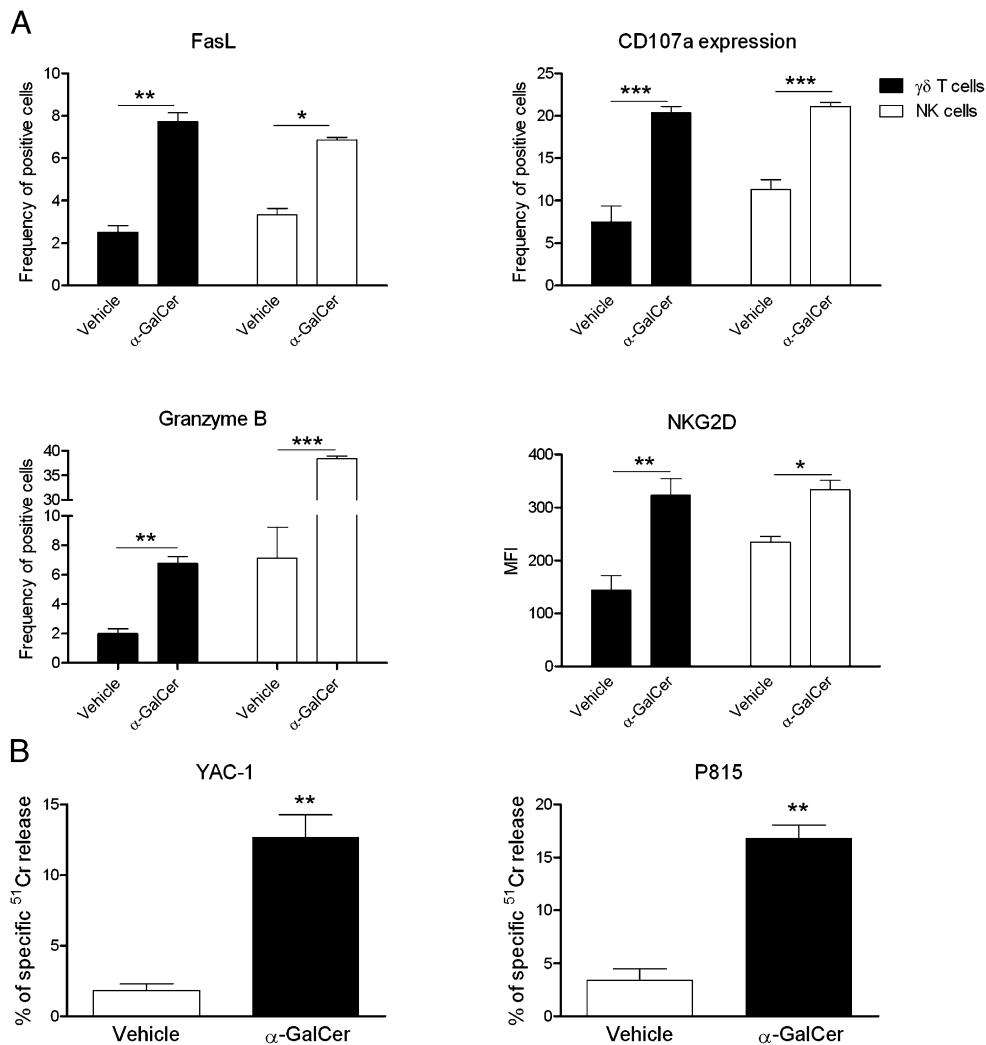 A
FasL
Frequency of positive cells
10
8
6
4
2
0
**
*
Vehicle
α-GalCer
Vehicle
α-GalCer
CD107a expression
Frequency of positive cells
25
20
15
10
5
0
***
***
Vehicle
α-GalCer
Vehicle
α-GalCer
γδ T cells
NK cells
Granzyme B
Frequency of positive cells
40
35
30
10
8
6
4
2
0
**
***
Vehicle
α-GalCer
Vehicle
α-GalCer
NKG2D
MFI
400
300
200
100
0
**
*
Vehicle
α-GalCer
Vehicle
α-GalCer
B
YAC-1
% of specific ⁵¹Cr release
15
10
5
0
**
Vehicle
α-GalCer
P815
% of specific ⁵¹Cr release
20
15
10
5
0
**
Vehicle
α-GalCer